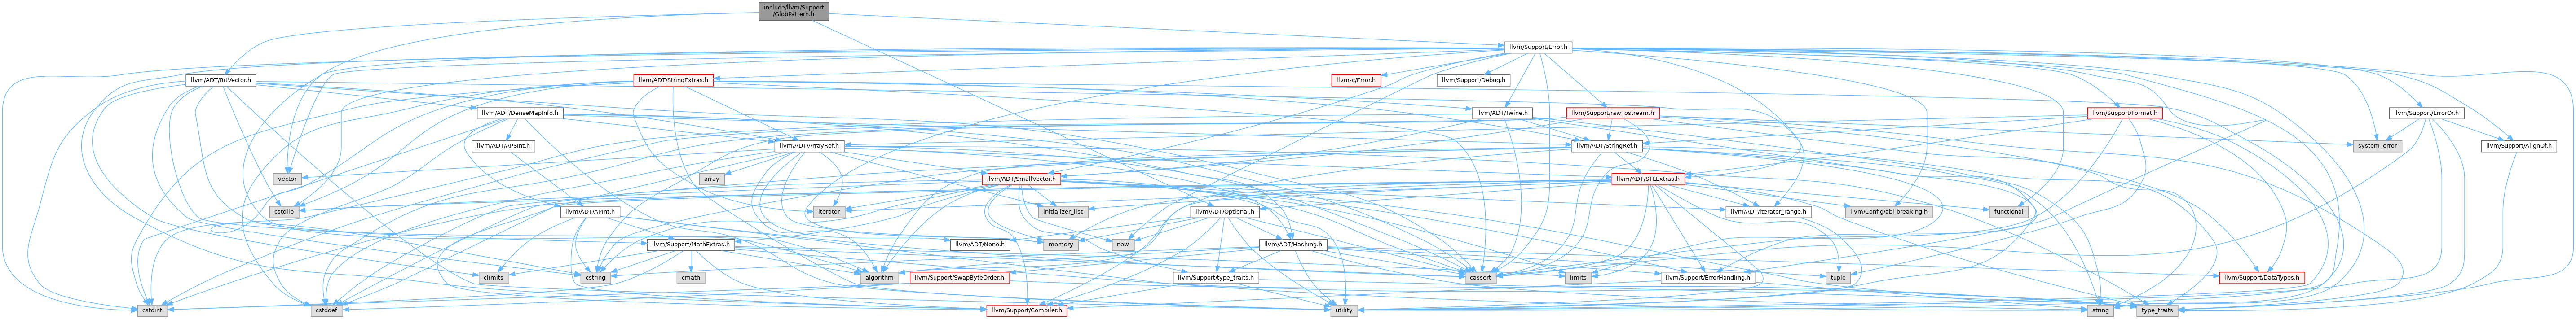 include/llvm/Support
/GlobPattern.h
llvm/Support/Error.h
llvm/ADT/BitVector.h
llvm/ADT/StringExtras.h
llvm-c/Error.h
llvm/Support/Debug.h
llvm/ADT/DenseMapInfo.h
llvm/ADT/Twine.h
llvm/Support/raw_ostream.h
llvm/Support/Format.h
llvm/Support/ErrorOr.h
llvm/ADT/APSInt.h
llvm/ADT/ArrayRef.h
llvm/ADT/StringRef.h
system_error
llvm/Support/AlignOf.h
vector
array
llvm/ADT/SmallVector.h
llvm/ADT/STLExtras.h
cstdlib
llvm/ADT/APInt.h
iterator
initializer_list
llvm/ADT/Optional.h
llvm/ADT/iterator_range.h
llvm/Config/abi-breaking.h
functional
llvm/Support/MathExtras.h
llvm/ADT/None.h
memory
new
llvm/ADT/Hashing.h
climits
cstring
cmath
algorithm
llvm/Support/SwapByteOrder.h
cassert
llvm/Support/type_traits.h
limits
llvm/Support/ErrorHandling.h
tuple
llvm/Support/DataTypes.h
cstdint
cstddef
llvm/Support/Compiler.h
utility
string
type_traits